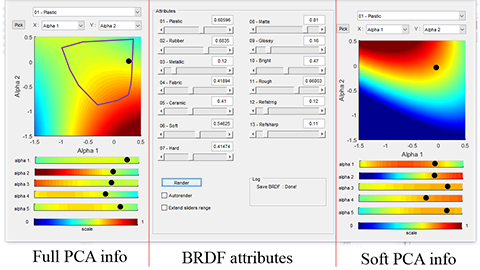 01 - Plastic
Pick X : Alpha 1 Y : Alpha 2
0.5
0
-0.5
-1
-1.5
Alpha 2
-1.5 -1 -0.5 0 0.5
Alpha 1
alpha 1
alpha 2
alpha 3
alpha 4
alpha 5
0 scale 1
Full PCA info
Attributes
01 - Plastic 0.60596
02 - Rubber 0.6035
03 - Metallic 0.12
04 - Fabric 0.41894
05 - Ceramic 0.41
06 - Soft 0.54625
07 - Hard 0.41474
08 - Matte 0.81
09 - Glossy 0.16
10 - Bright 0.47
11 - Rough 0.66003
12 - Refstring 0.12
13 - Refsharp 0.11
Render
Autorender
Extend sliders range
Log
Save BRDF : Done!
BRDF attributes
01 - Plastic
Pick X : Alpha 1 Y : Alpha 2
0.5
0
-0.5
-1
-1.5
Alpha 2
-1.5 -1 -0.5 0 0.5
Alpha 1
alpha 1
alpha 2
alpha 3
alpha 4
alpha 5
0 scale 1
Soft PCA info